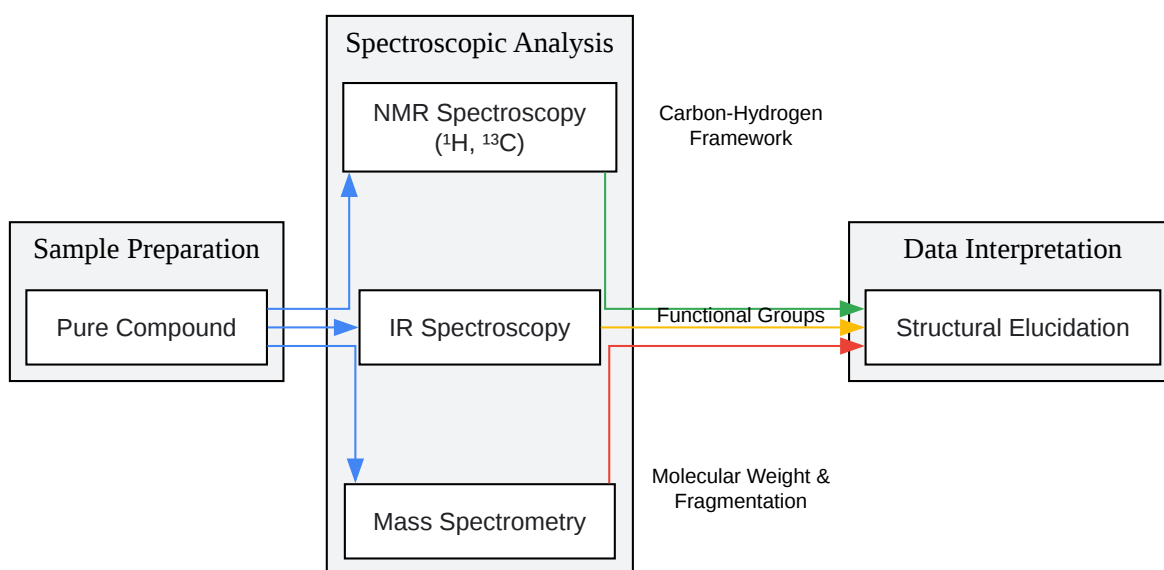 Spectroscopic Analysis
NMR Spectroscopy
(¹H, ¹³C)
Carbon-Hydrogen
Framework
Sample Preparation
Pure Compound
IR Spectroscopy
Functional Groups
Data Interpretation
Structural Elucidation
Mass Spectrometry
Molecular Weight &
Fragmentation